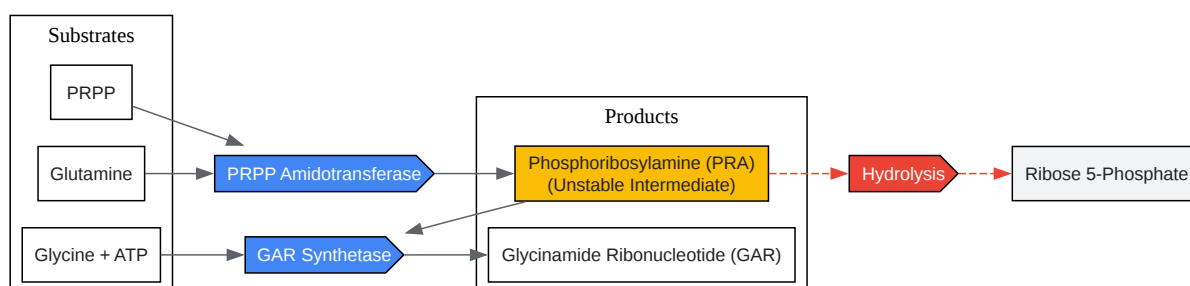 Substrates
PRPP
Products
Glutamine
PRPP Amidotransferase
Phosphoribosylamine (PRA)
(Unstable Intermediate)
Hydrolysis
Ribose 5-Phosphate
Glycine + ATP
GAR Synthetase
Glycinamide Ribonucleotide (GAR)